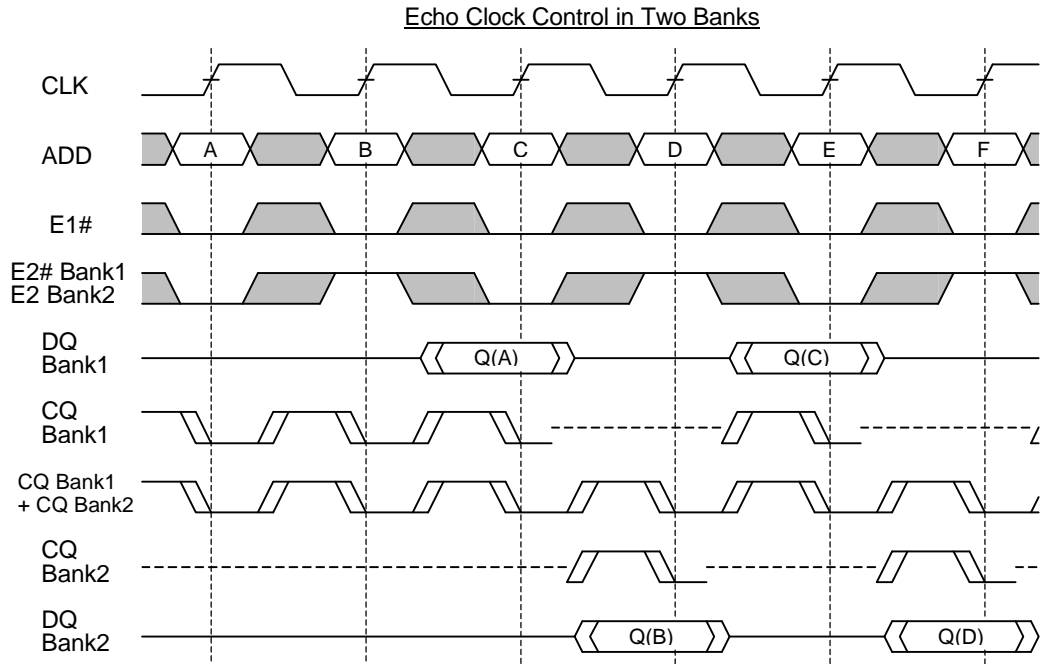 Echo Clock Control in Two Banks
CLK
ADD
A B C D E F
E1#
E2# Bank1
E2 Bank2
DQ
Bank1
Q(A) Q(C)
CQ
Bank1
CQ Bank1
+ CQ Bank2
CQ
Bank2
DQ
Bank2
Q(B) Q(D)